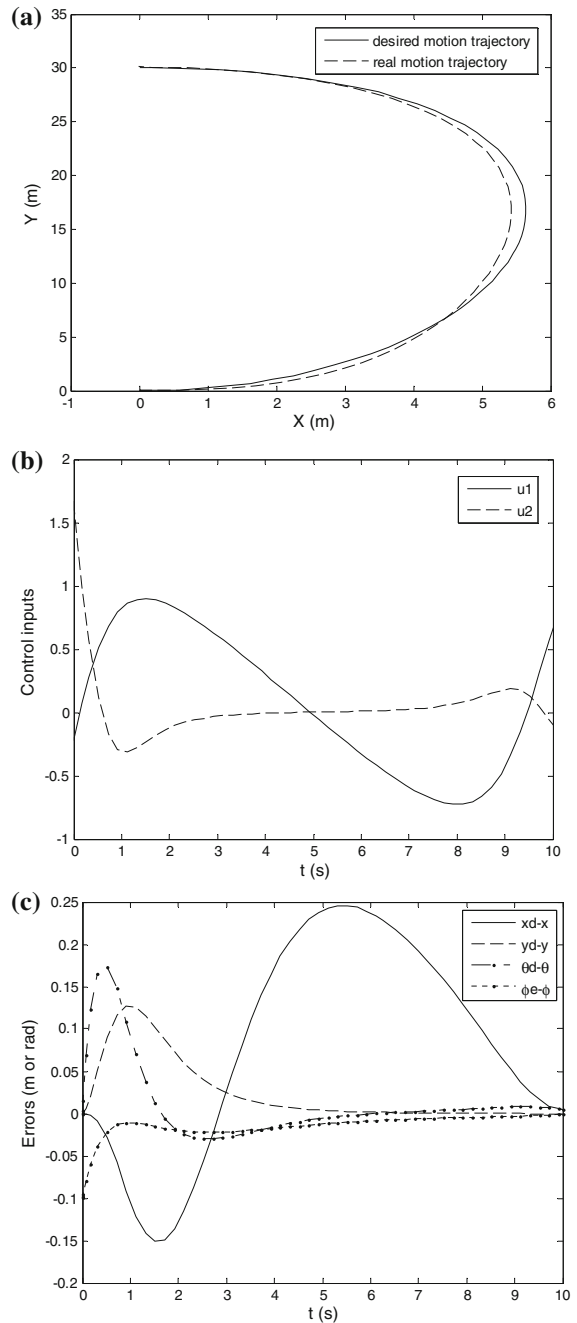 (a)
35
30
25
20
15
10
5
0
desired motion trajectory
real motion trajectory
Y (m)
-1 0 1 2 3 4 5 6
X (m)
(b)
2
1.5
1
0.5
0
-0.5
-1
u1
u2
Control inputs
0 1 2 3 4 5 6 7 8 9 10
t (s)
(c)
0.25
0.2
0.15
0.1
0.05
0
-0.05
-0.1
-0.15
-0.2
xd-x
yd-y
θd-θ
ϕe-ϕ
Errors (m or rad)
0 1 2 3 4 5 6 7 8 9 10
t (s)